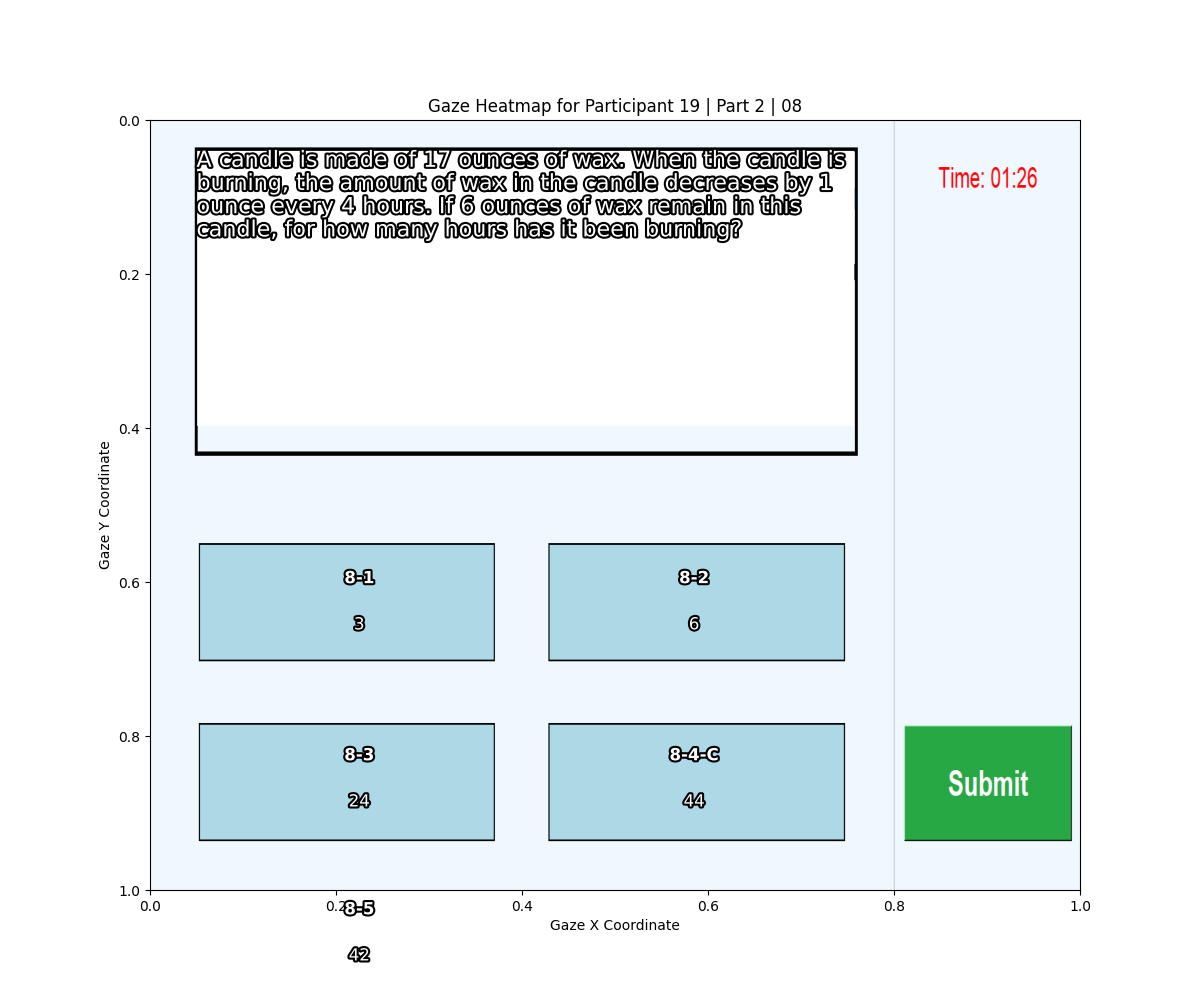 Gaze Heatmap for Participant 19 | Part 2 | 08
0.0
A candle is made of 17 ounces of wax. When the candle is
burning, the amount of wax in the candle decreases by 1
ounce every 4 hours. If 6 ounces of wax remain in this
candle, for how many hours has it been burning?
Time: 01:26
0.2
0.4
Gaze Y Coordinate
0.6
8-1
3
8-2
6
0.8
8-3
24
8-4-C
44
Submit
1.0
0.0 0.2 0.4 0.6 0.8 1.0
8-5
Gaze X Coordinate
42